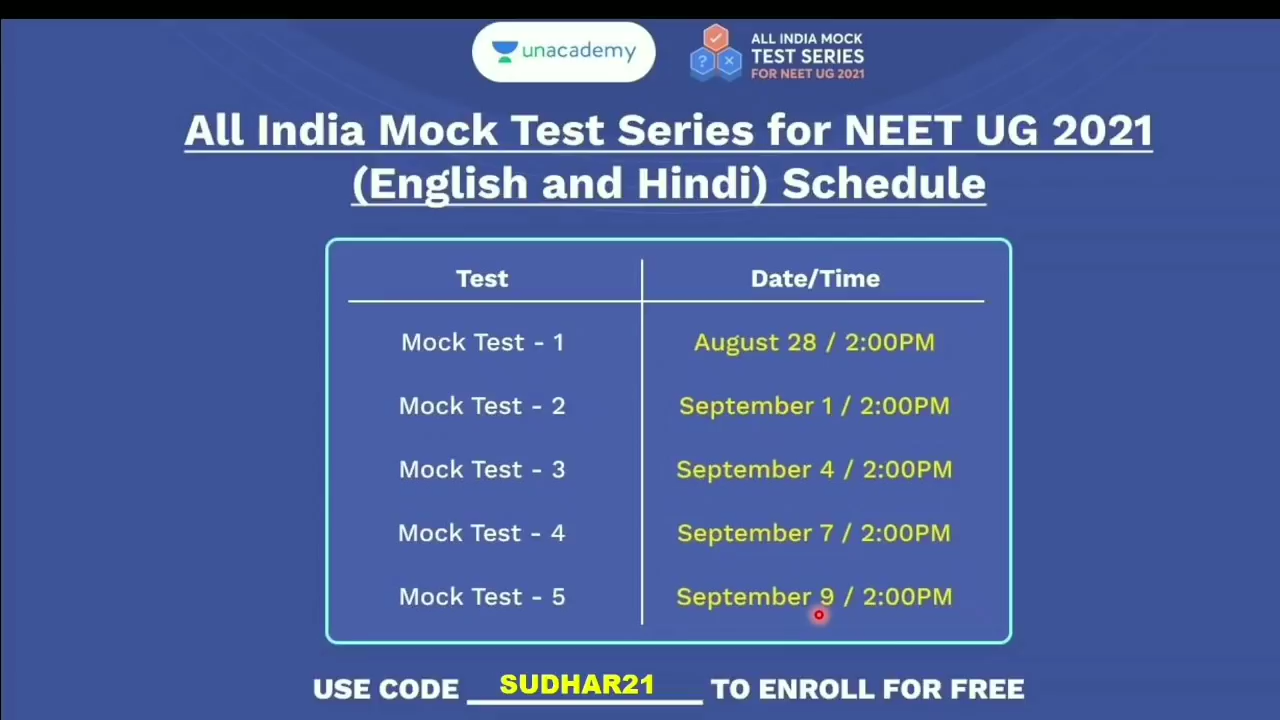 unacademy
ALL INDIA MOCK
TEST SERIES
FOR NEET UG 2021
All India Mock Test Series for NEET UG 2021
(English and Hindi) Schedule
Test Date/Time
Mock Test - 1 August 28 / 2:00PM
Mock Test - 2 September 1 / 2:00PM
Mock Test - 3 September 4 / 2:00PM
Mock Test - 4 September 7 / 2:00PM
Mock Test - 5 September 9 / 2:00PM
USE CODE SUDHAR21 TO ENROLL FOR FREE